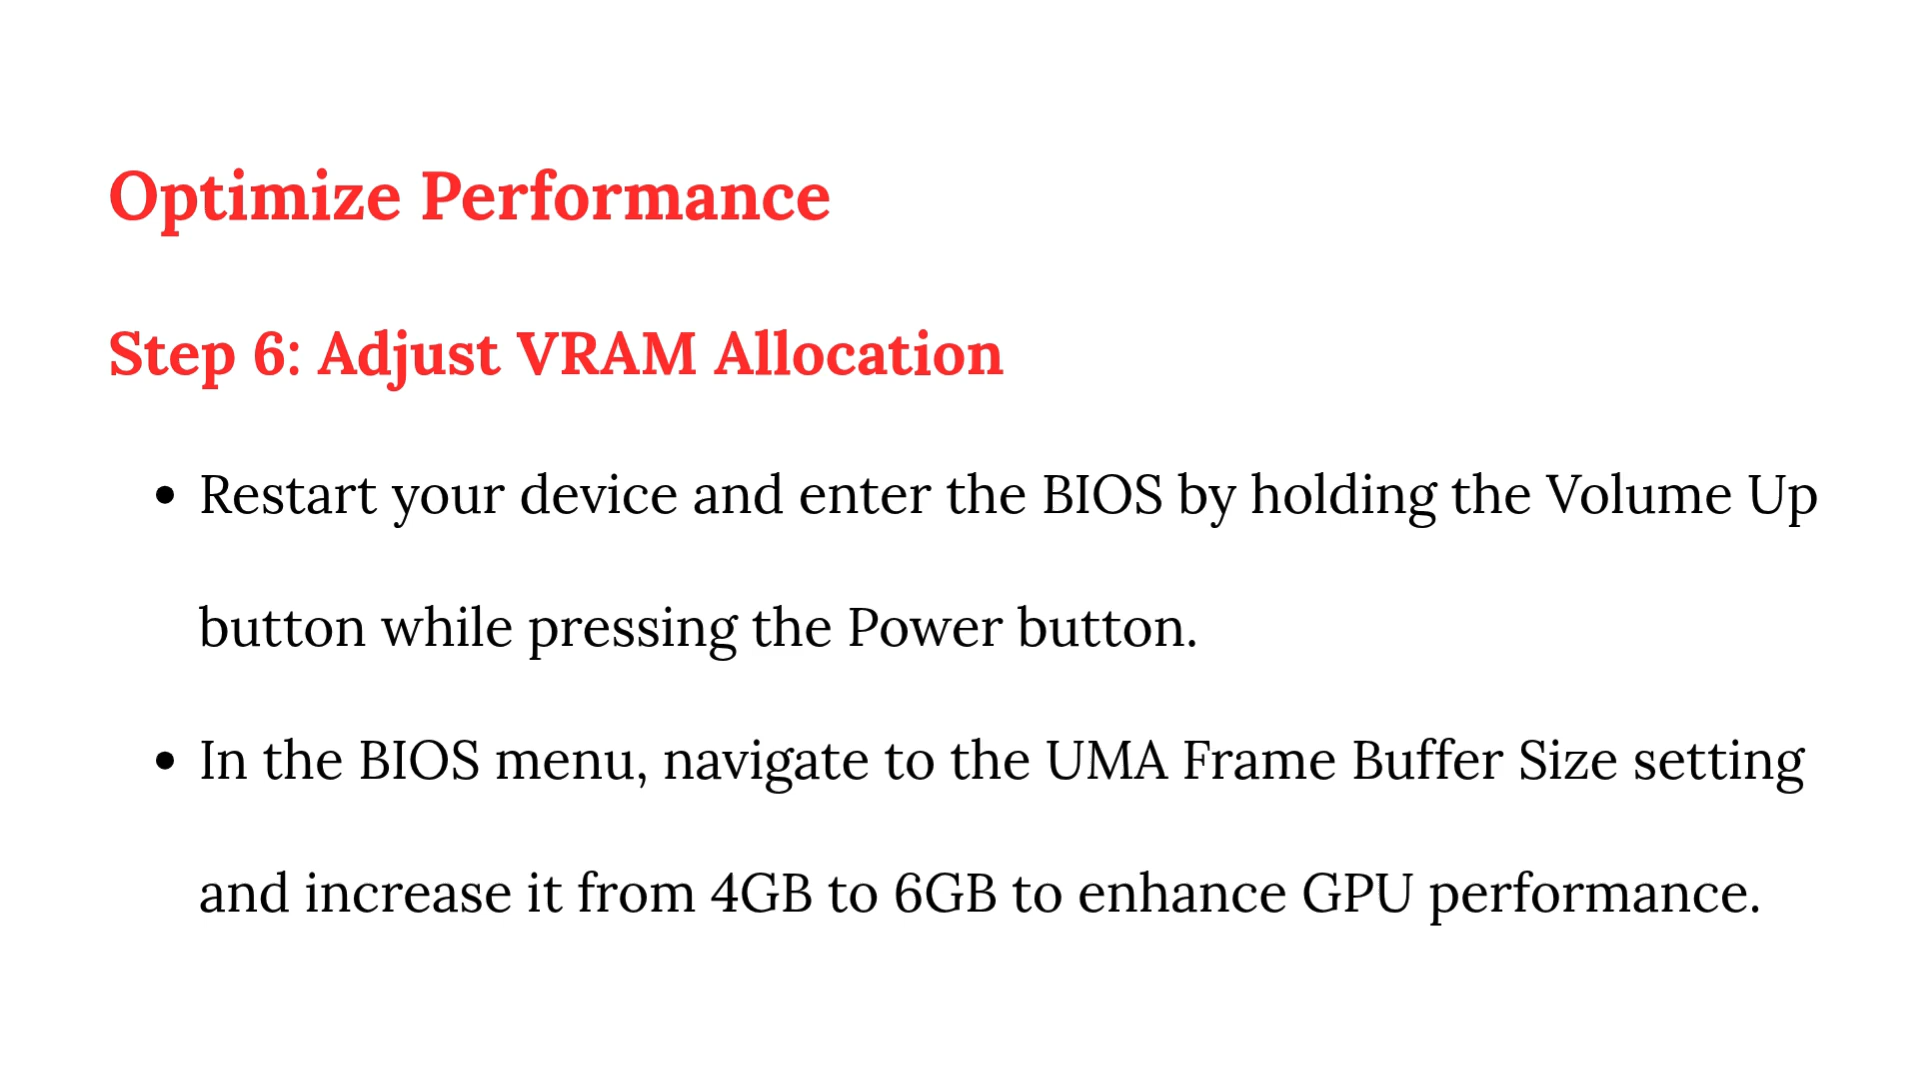 Optimize Performance
Step 6: Adjust VRAM Allocation
• Restart your device and enter the BIOS by holding the Volume Up
button while pressing the Power button.
• In the BIOS menu, navigate to the UMA Frame Buffer Size setting
and increase it from 4GB to 6GB to enhance GPU performance.